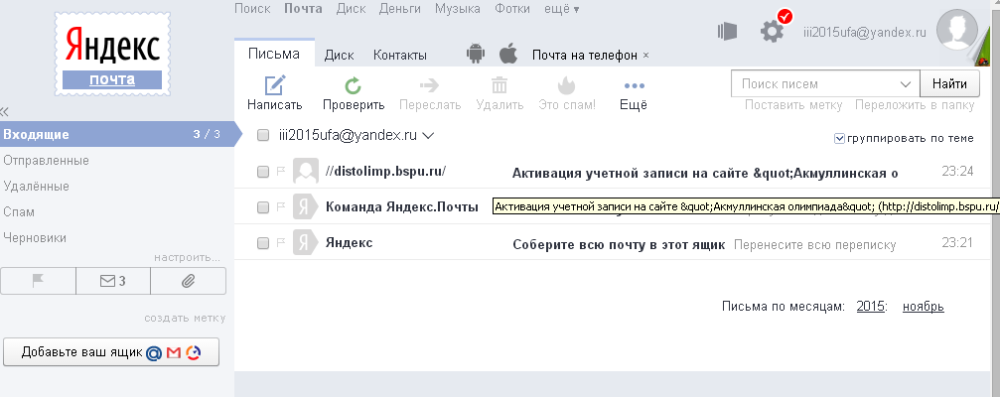 Поиск Почта Диск Деньги Музыка Фотки ещё ▾
Яндекс
почта
iii2015ufa@yandex.ru
Письма Диск Контакты Почта на телефон ×
Написать Проверить Переслать Удалить Это спам! Ещё
Поиск писем Найти
Поставить метку Переложить в папку
«
Входящие 3 / 3
Отправленные
Удалённые
Спам
Черновики
настроить...
3
создать метку
Добавьте ваш ящик
iii2015ufa@yandex.ru
группировать по теме
//distolimp.bspu.ru/ Активация учетной записи на сайте &quot;Акмуллинская о 23:24
Я Команда Яндекс.Почты
Активация учетной записи на сайте &quot;Акмуллинская олимпиада&quot; (http://distolimp.bspu.ru/
Я Яндекс Соберите всю почту в этот ящик Перенесите всю переписку 23:21
Письма по месяцам: 2015: ноябрь